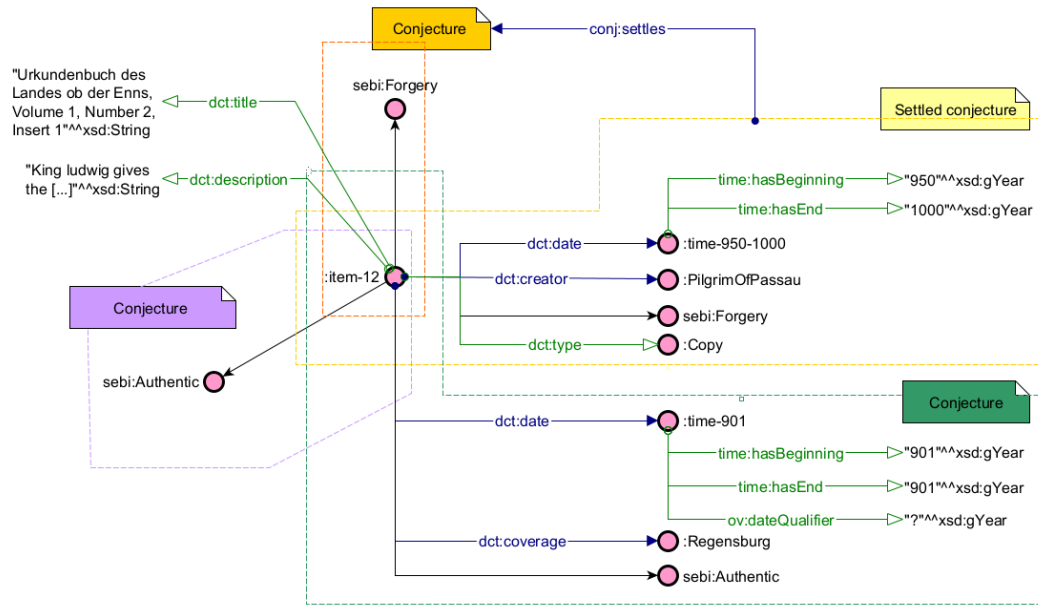 Conjecture
conj:settles
"Urkundenbuch des
Landes ob der Enns,
Volume 1, Number 2,
Insert 1"^^xsd:String
dct:title
sebi:Forgery
Settled conjecture
"King ludwig gives
the [...]"^^xsd:String
dct:description
time:hasBeginning
"950"^^xsd:gYear
time:hasEnd
"1000"^^xsd:gYear
dct:date
:time-950-1000
:item-12
dct:creator
:PilgrimOfPassau
Conjecture
sebi:Forgery
dct:type
:Copy
sebi:Authentic
Conjecture
dct:date
:time-901
time:hasBeginning
"901"^^xsd:gYear
time:hasEnd
"901"^^xsd:gYear
ov:dateQualifier
"?"^^xsd:gYear
dct:coverage
:Regensburg
sebi:Authentic